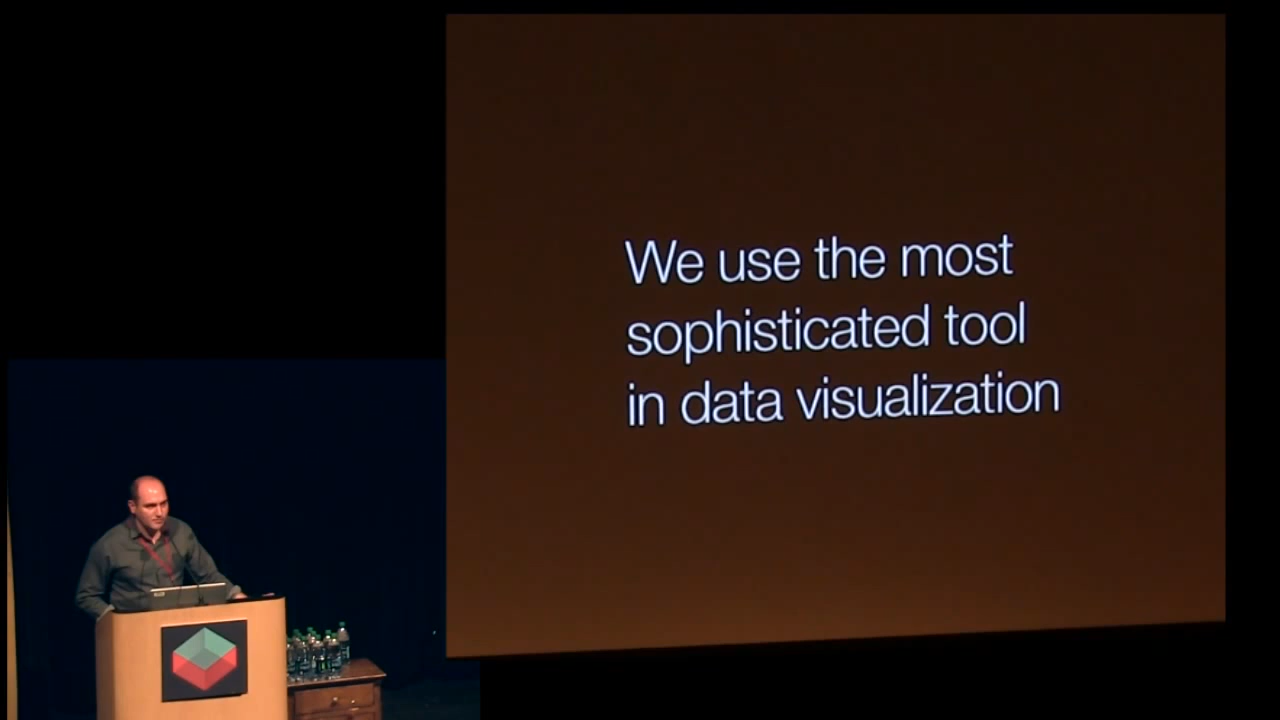 We use the most
sophisticated tool
in data visualization